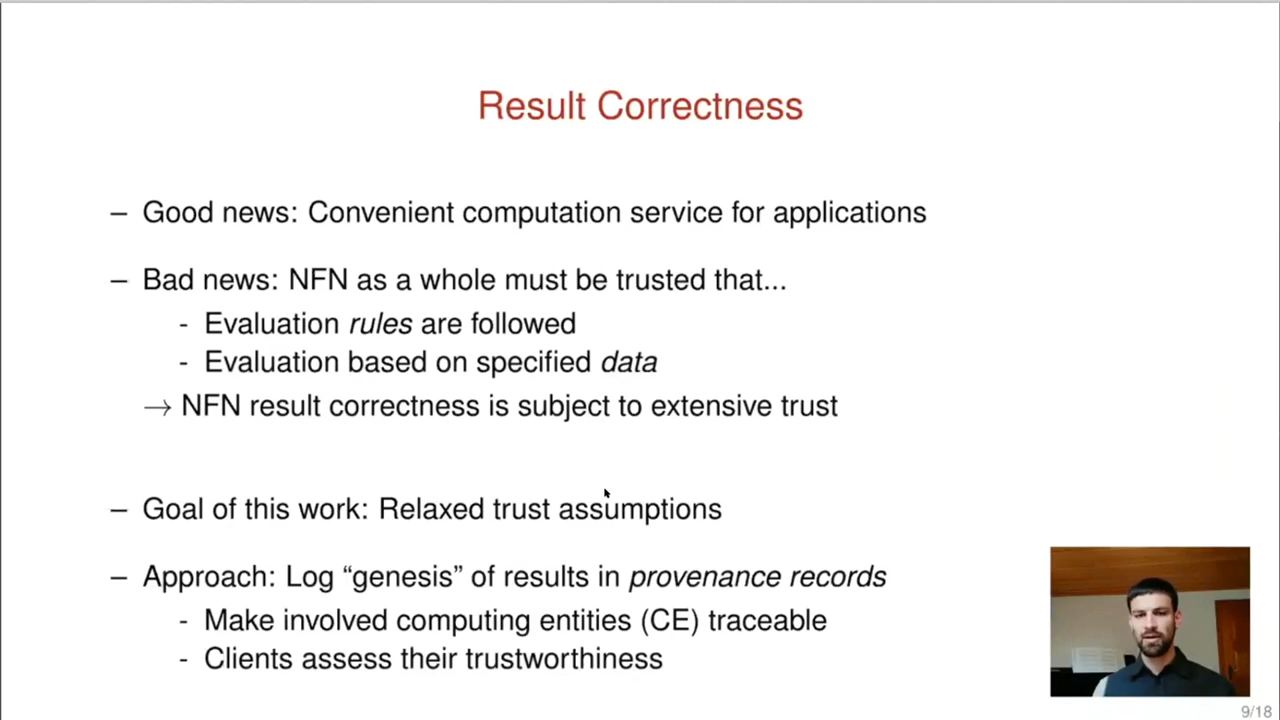 Result Correctness
– Good news: Convenient computation service for applications
– Bad news: NFN as a whole must be trusted that...
- Evaluation rules are followed
- Evaluation based on specified data
→ NFN result correctness is subject to extensive trust
– Goal of this work: Relaxed trust assumptions
– Approach: Log “genesis” of results in provenance records
- Make involved computing entities (CE) traceable
- Clients assess their trustworthiness
9/18